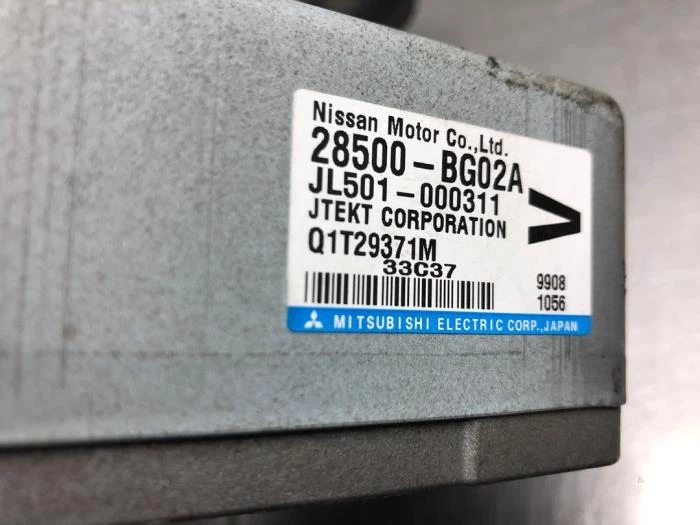 Nissan Motor Co.,Ltd.
28500-BG02A
JL501-000311
JTEKT CORPORATION
Q1T29371M
33C37
9908
1056
MITSUBISHI ELECTRIC CORP.,JAPAN